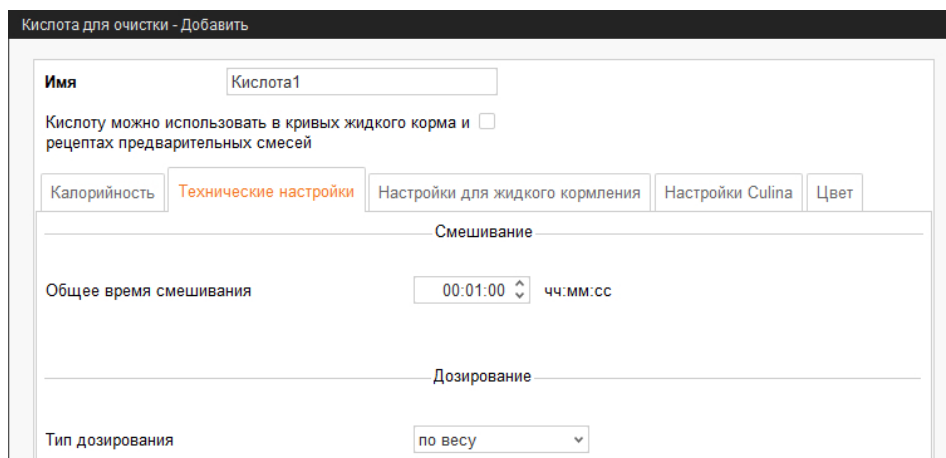 Кислота для очистки - Добавить
Имя
Кислота1
Кислоту можно использовать в кривых жидкого корма и
рецептах предварительных смесей
Калорийность
Технические настройки
Настройки для жидкого кормления
Настройки Culina
Цвет
Смешивание
Общее время смешивания
00:01:00
чч:мм:сс
Дозирование
Тип дозирования
по весу